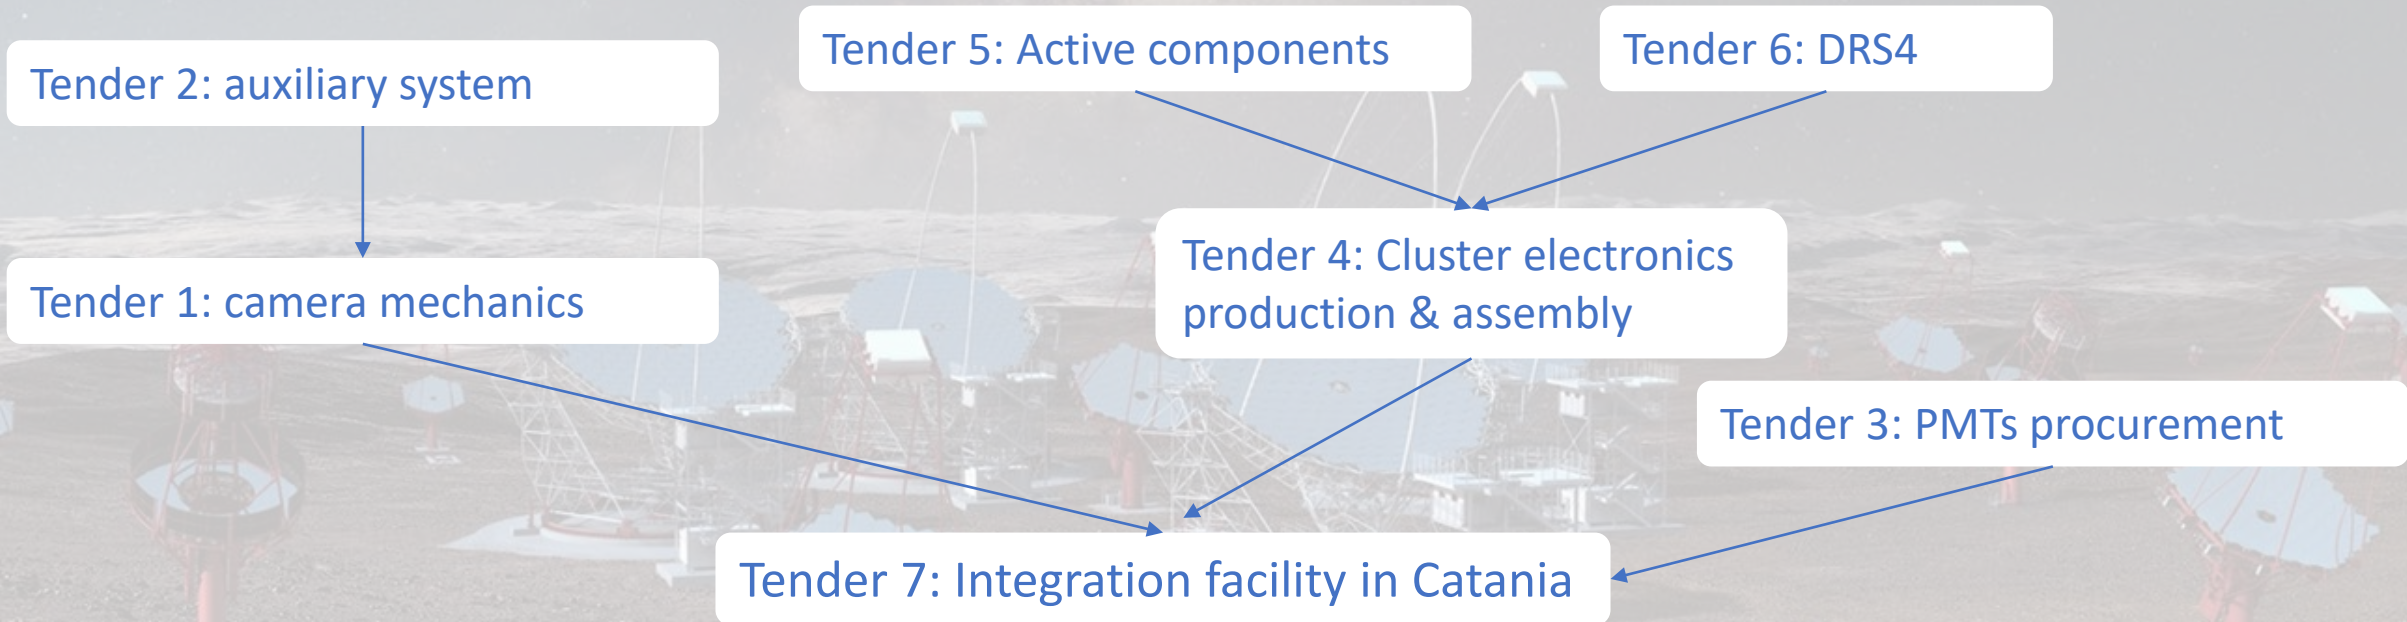 Tender 5: Active components
Tender 6: DRS4
Tender 2: auxiliary system
Tender 4: Cluster electronics
production & assembly
Tender 1: camera mechanics
Tender 3: PMTs procurement
Tender 7: Integration facility in Catania